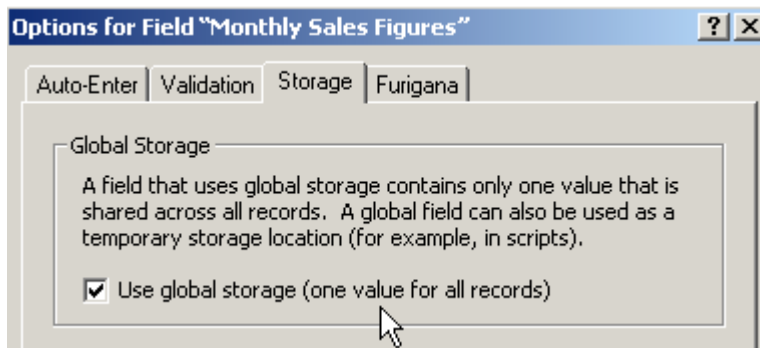 Options for Field “Monthly Sales Figures”
Auto-Enter Validation Storage Furigana
Global Storage
A field that uses global storage contains only one value that is
shared across all records. A global field can also be used as a
temporary storage location (for example, in scripts).
Use global storage (one value for all records)